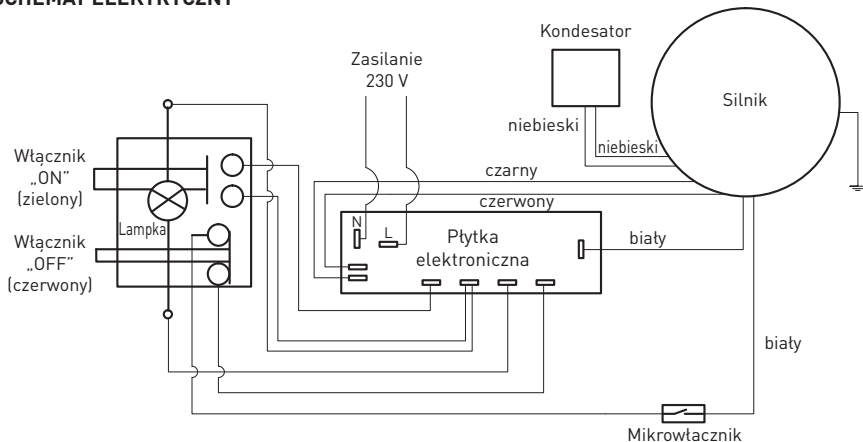 SCHEMAT ELEKTRYCZNY
Kondesator
Zasilanie
230 V
Silnik
niebieski
niebieski
Włącznik
„ON”
(zielony)
czarny
czerwony
Lampka
N
L
Płytka
elektroniczna
biały
Włącznik
„OFF”
(czerwony)
biały
Mikrowłacznik